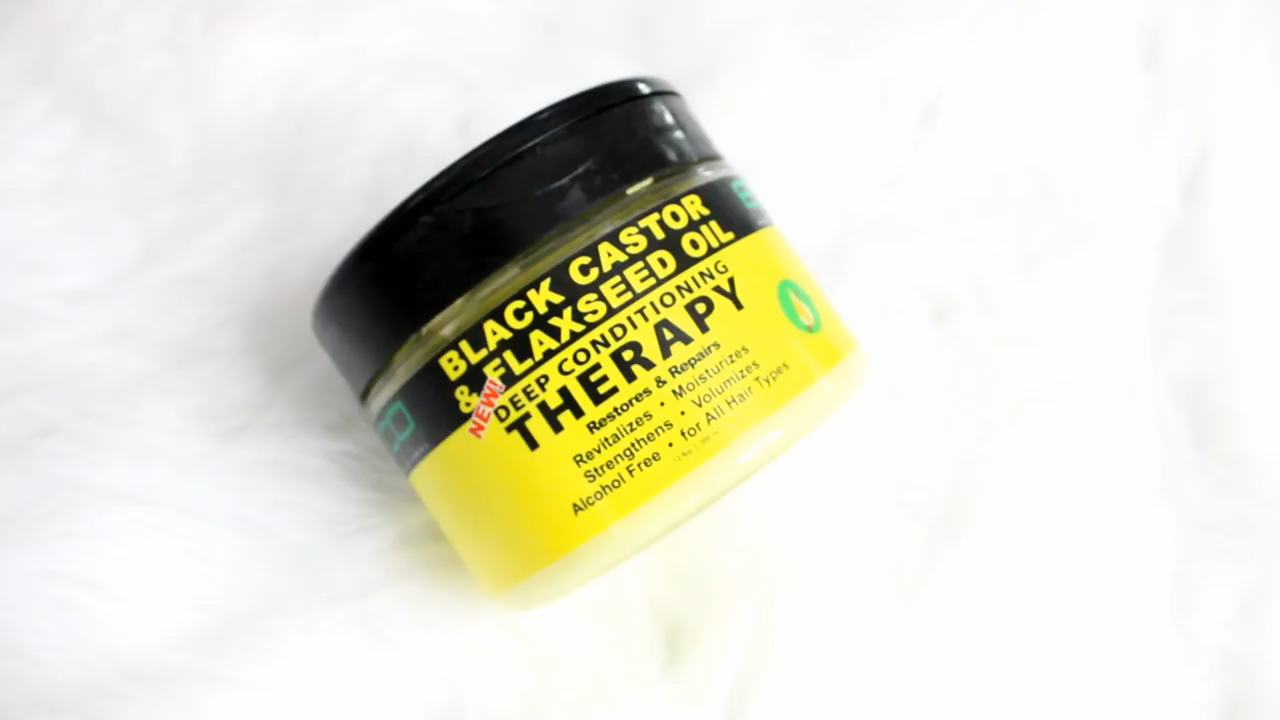 BLACK CASTOR
& FLAXSEED OIL
NEW!
DEEP CONDITIONING
THERAPY
Restores & Repairs
Revitalizes • Moisturizes
Strengthens • Volumizes
Alcohol Free • for All Hair Types